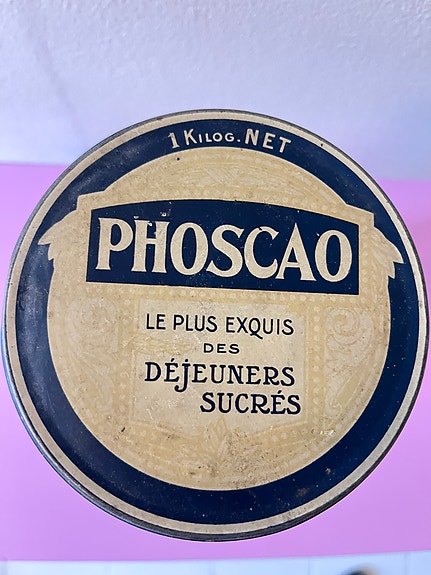 1 KILOG. NET
PHOSCAO
LE PLUS EXQUIS
DES
DÉJEUNERS
SUCRÉS